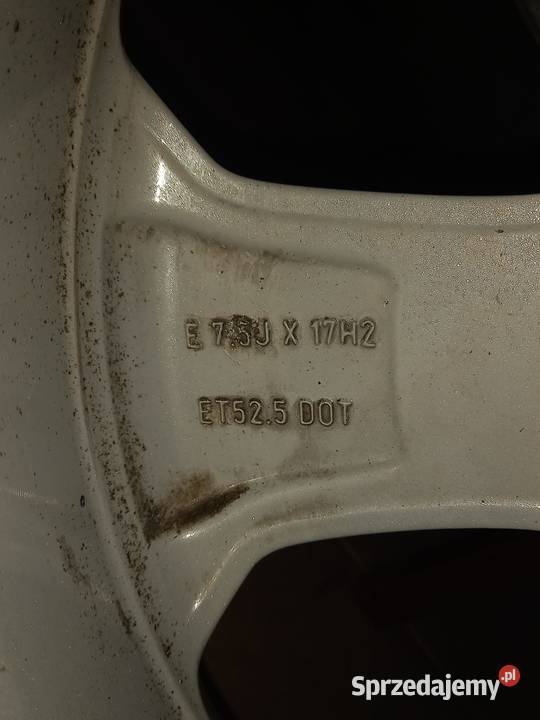 E 7.5J X 17H2
ET52.5 DOT
Sprzedajemy.pl